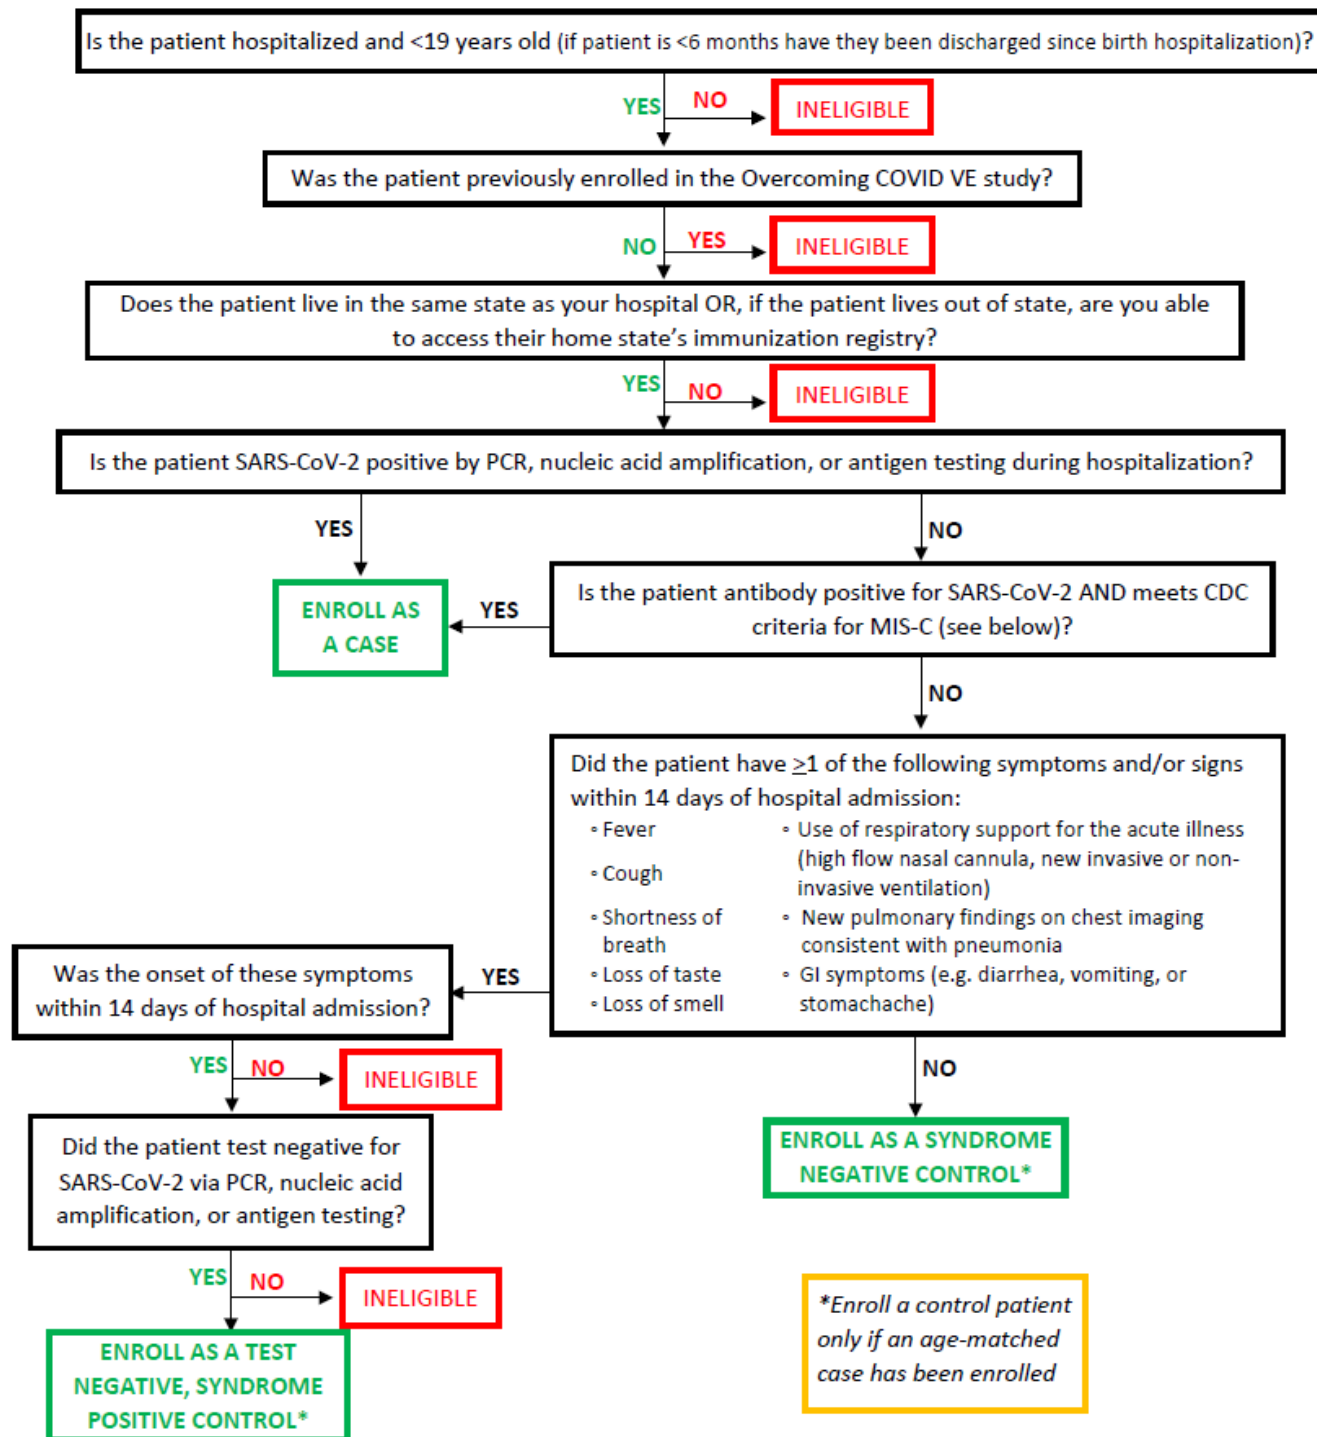 Is the patient hospitalized and <19 years old (if patient is <6 months have they been discharged since birth hospitalization)?
YES
NO
INELIGIBLE
Was the patient previously enrolled in the Overcoming COVID VE study?
NO
YES
INELIGIBLE
Does the patient live in the same state as your hospital OR, if the patient lives out of state, are you able
to access their home state's immunization registry?
YES
NO
INELIGIBLE
Is the patient SARS-CoV-2 positive by PCR, nucleic acid amplification, or antigen testing during hospitalization?
YES
NO
ENROLL AS
A CASE
YES
Is the patient antibody positive for SARS-CoV-2 AND meets CDC
criteria for MIS-C (see below)?
NO
Did the patient have ≥1 of the following symptoms and/or signs
within 14 days of hospital admission:
◦ Fever
◦ Cough
◦ Shortness of
breath
◦ Loss of taste
◦ Loss of smell
◦ Use of respiratory support for the acute illness
(high flow nasal cannula, new invasive or non-
invasive ventilation)
◦ New pulmonary findings on chest imaging
consistent with pneumonia
◦ GI symptoms (e.g. diarrhea, vomiting, or
stomachache)
YES
Was the onset of these symptoms
within 14 days of hospital admission?
YES
NO
INELIGIBLE
NO
ENROLL AS A SYNDROME
NEGATIVE CONTROL*
Did the patient test negative for
SARS-CoV-2 via PCR, nucleic acid
amplification, or antigen testing?
YES
NO
INELIGIBLE
ENROLL AS A TEST
NEGATIVE, SYNDROME
POSITIVE CONTROL*
*Enroll a control patient
only if an age-matched
case has been enrolled